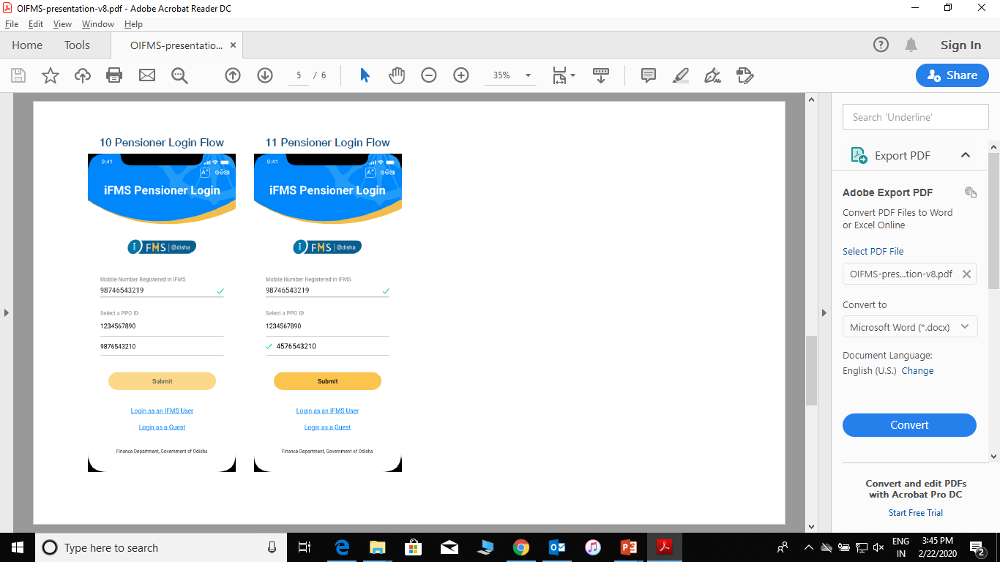 OIFMS-presentation-v8.pdf - Adobe Acrobat Reader DC
File Edit View Window Help
Home Tools OIFMS-presentatio... × Sign In
5 / 6 35% Share
10 Pensioner Login Flow
9:41
A+ ଓଡିଆ
iFMS Pensioner Login
i FMS @disha
Mobile Number Registered in IFMS
98746543219
Select a PPO ID
1234567890
9876543210
Submit
Login as an IFMS User
Login as a Guest
Finance Department, Government of Odisha
11 Pensioner Login Flow
9:41
A+ ଓଡିଆ
iFMS Pensioner Login
i FMS @disha
Mobile Number Registered in IFMS
98746543219
Select a PPO ID
1234567890
4576543210
Submit
Login as an IFMS User
Login as a Guest
Finance Department, Government of Odisha
Search 'Underline'
Export PDF
Adobe Export PDF
Convert PDF Files to Word
or Excel Online
Select PDF File
OIFMS-pres...tion-v8.pdf
Convert to
Microsoft Word (*.docx)
Document Language:
English (U.S.) Change
Convert
Convert and edit PDFs
with Acrobat Pro DC
Start Free Trial
Type here to search
ENG
IN
3:45 PM
2/22/2020
2